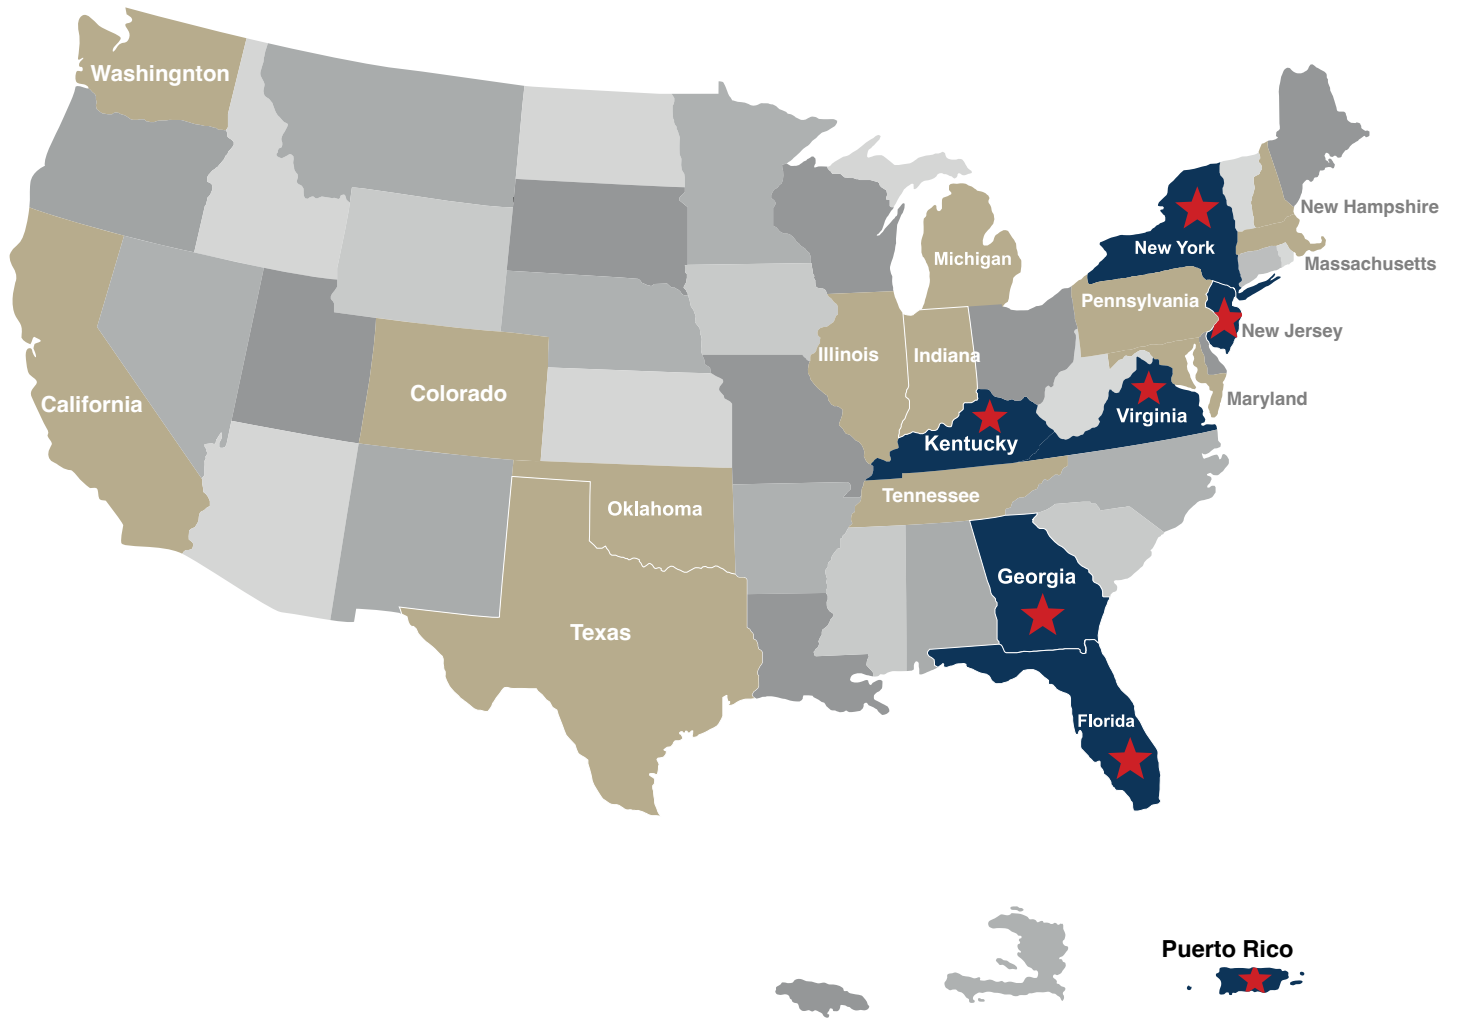 Washingnton
New Hampshire
New York
Michigan
Massachusetts
Pennsylvania
New Jersey
Illinois
Indiana
Colorado
Maryland
California
Virginia
Kentucky
Tennessee
Oklahoma
Georgia
Texas
Florida
Puerto Rico